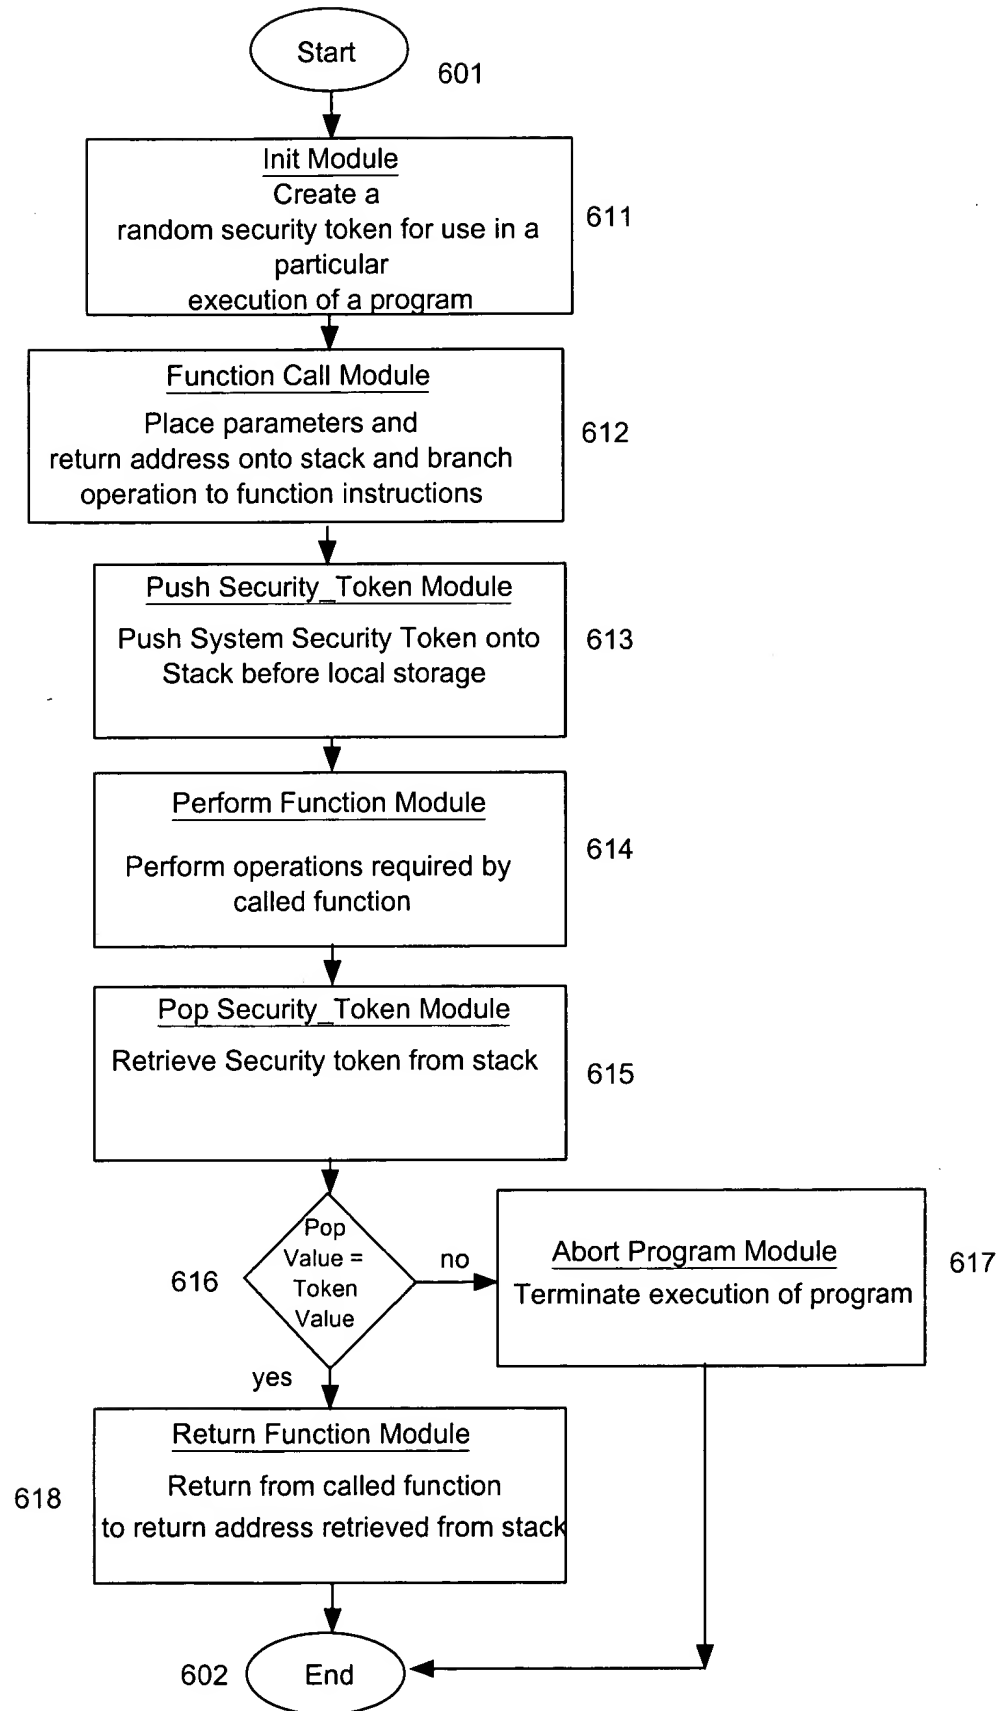 Start
601
Init Module
Create a
random security token for use in a
particular
execution of a program
611
Function Call Module
Place parameters and
return address onto stack and branch
operation to function instructions
612
Push Security_Token Module
Push System Security Token onto
Stack before local storage
613
Perform Function Module
Perform operations required by
called function
614
Pop Security_Token Module
Retrieve Security token from stack
615
Pop
Value =
Token
Value
616
no
yes
Abort Program Module
Terminate execution of program
617
Return Function Module
Return from called function
to return address retrieved from stack
618
End
602